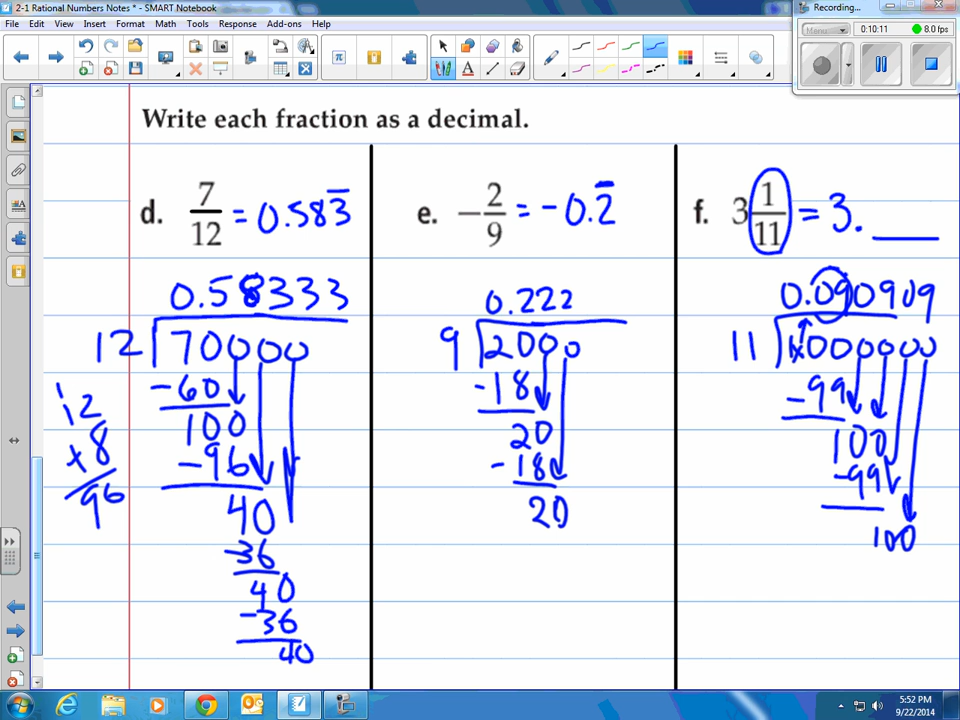 2-1 Rational Numbers Notes * - SMART Notebook
Recording...
File Edit View Insert Format Math Tools Response Add-ons Help
Menu 0:10:11 8.0 fps
Write each fraction as a decimal.
d. 7/12 = 0.583̅
0.58333
12 70000
-60
100
-96
40
-36
40
-36
40
12
×8
96
e. -2/9 = -0.2̅
0.222
9 2000
-18
20
-18
20
f. 3 1/11 = 3. ____
0.090909
11 1000000
-99
100
-99
100
5:52 PM
9/22/2014